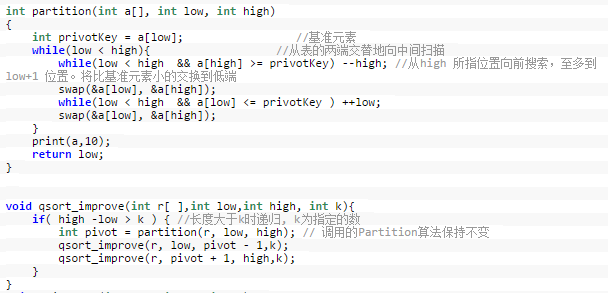 int partition(int a[], int low, int high)
{
int privotKey = a[low]; //基准元素
while(low < high){ //从表的两端交替地向中间扫描
while(low < high && a[high] >= privotKey) --high; //从high 所指位置向前搜索，至多到
low+1 位置。将比基准元素小的交换到低端
swap(&a[low], &a[high]);
while(low < high && a[low] <= privotKey ) ++low;
swap(&a[low], &a[high]);
}
print(a,10);
return low;
}
void qsort_improve(int r[ ],int low,int high, int k){
if( high -low > k ) { //长度大于k时递归, k为指定的数
int pivot = partition(r, low, high); // 调用的Partition算法保持不变
qsort_improve(r, low, pivot - 1,k);
qsort_improve(r, pivot + 1, high,k);
}
}